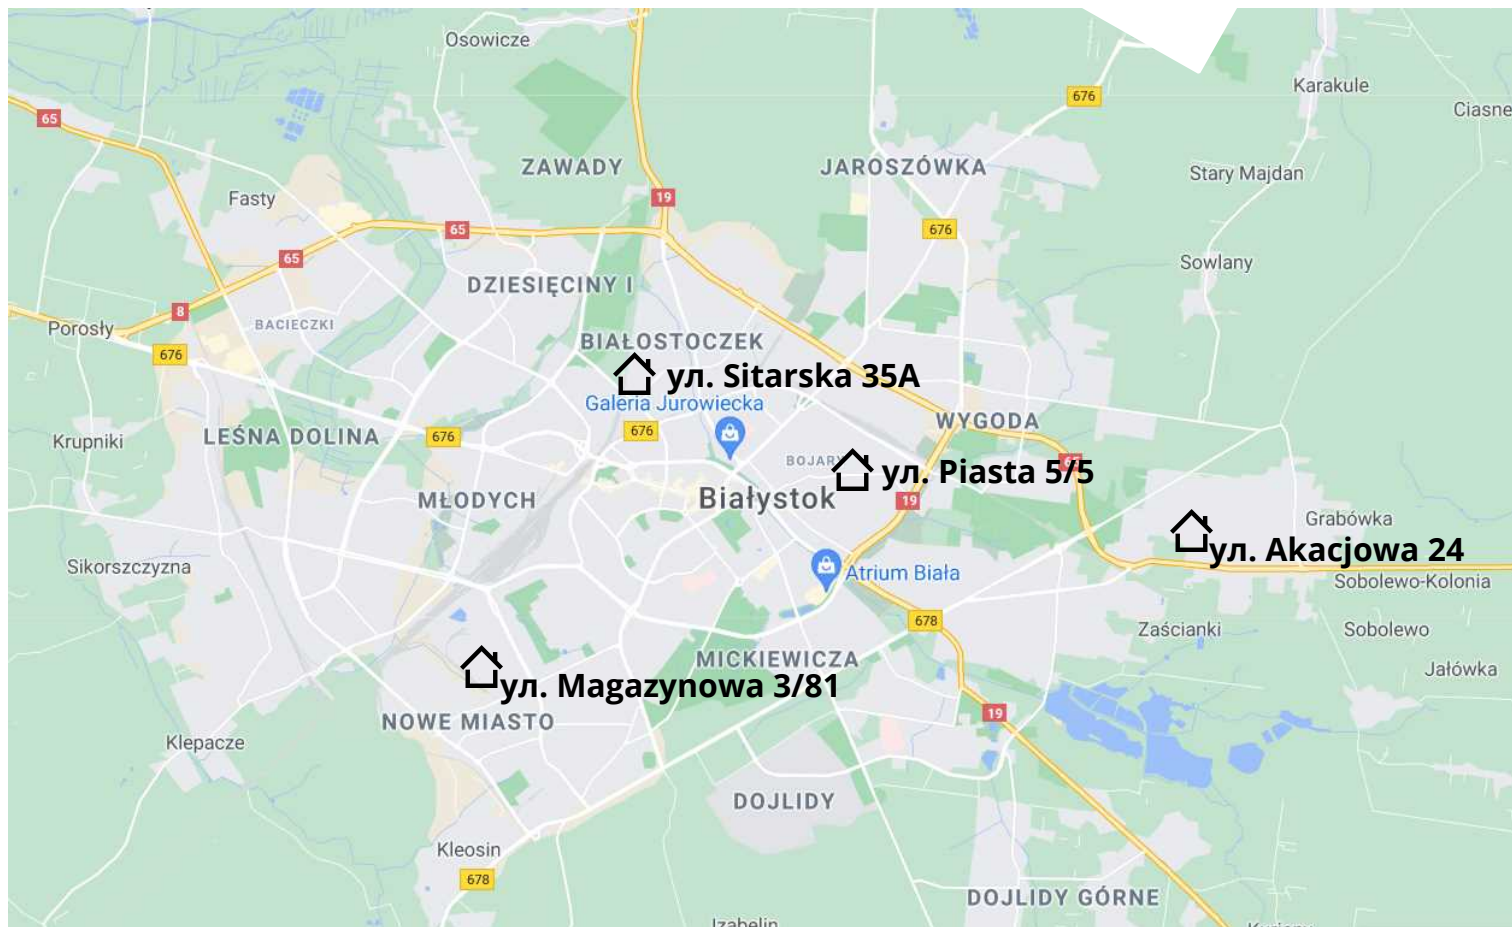 Osowicze
Karakule
65
676
Ciasne
ZAWADY
JAROSZÓWKA
Stary Majdan
Fasty
19
65
676
65
Sowlany
DZIESIĘCINY I
8
Porosły
BACIECZKI
BIAŁOSTOCZEK
676
ул. Sitarska 35A
Galeria Jurowiecka
WYGODA
Krupniki
LEŚNA DOLINA
676
676
BOJARY
ул. Piasta 5/5
MŁODYCH
Białystok
19
Grabówka
ул. Akacjowa 24
Sikorszczyzna
Atrium Biała
Sobolewo-Kolonia
678
Zaścianki
Sobolewo
MICKIEWICZA
Jałówka
ул. Magazynowa 3/81
NOWE MIASTO
19
Klepacze
DOJLIDY
Kleosin
678
DOJLIDY GÓRNE
Izabelin